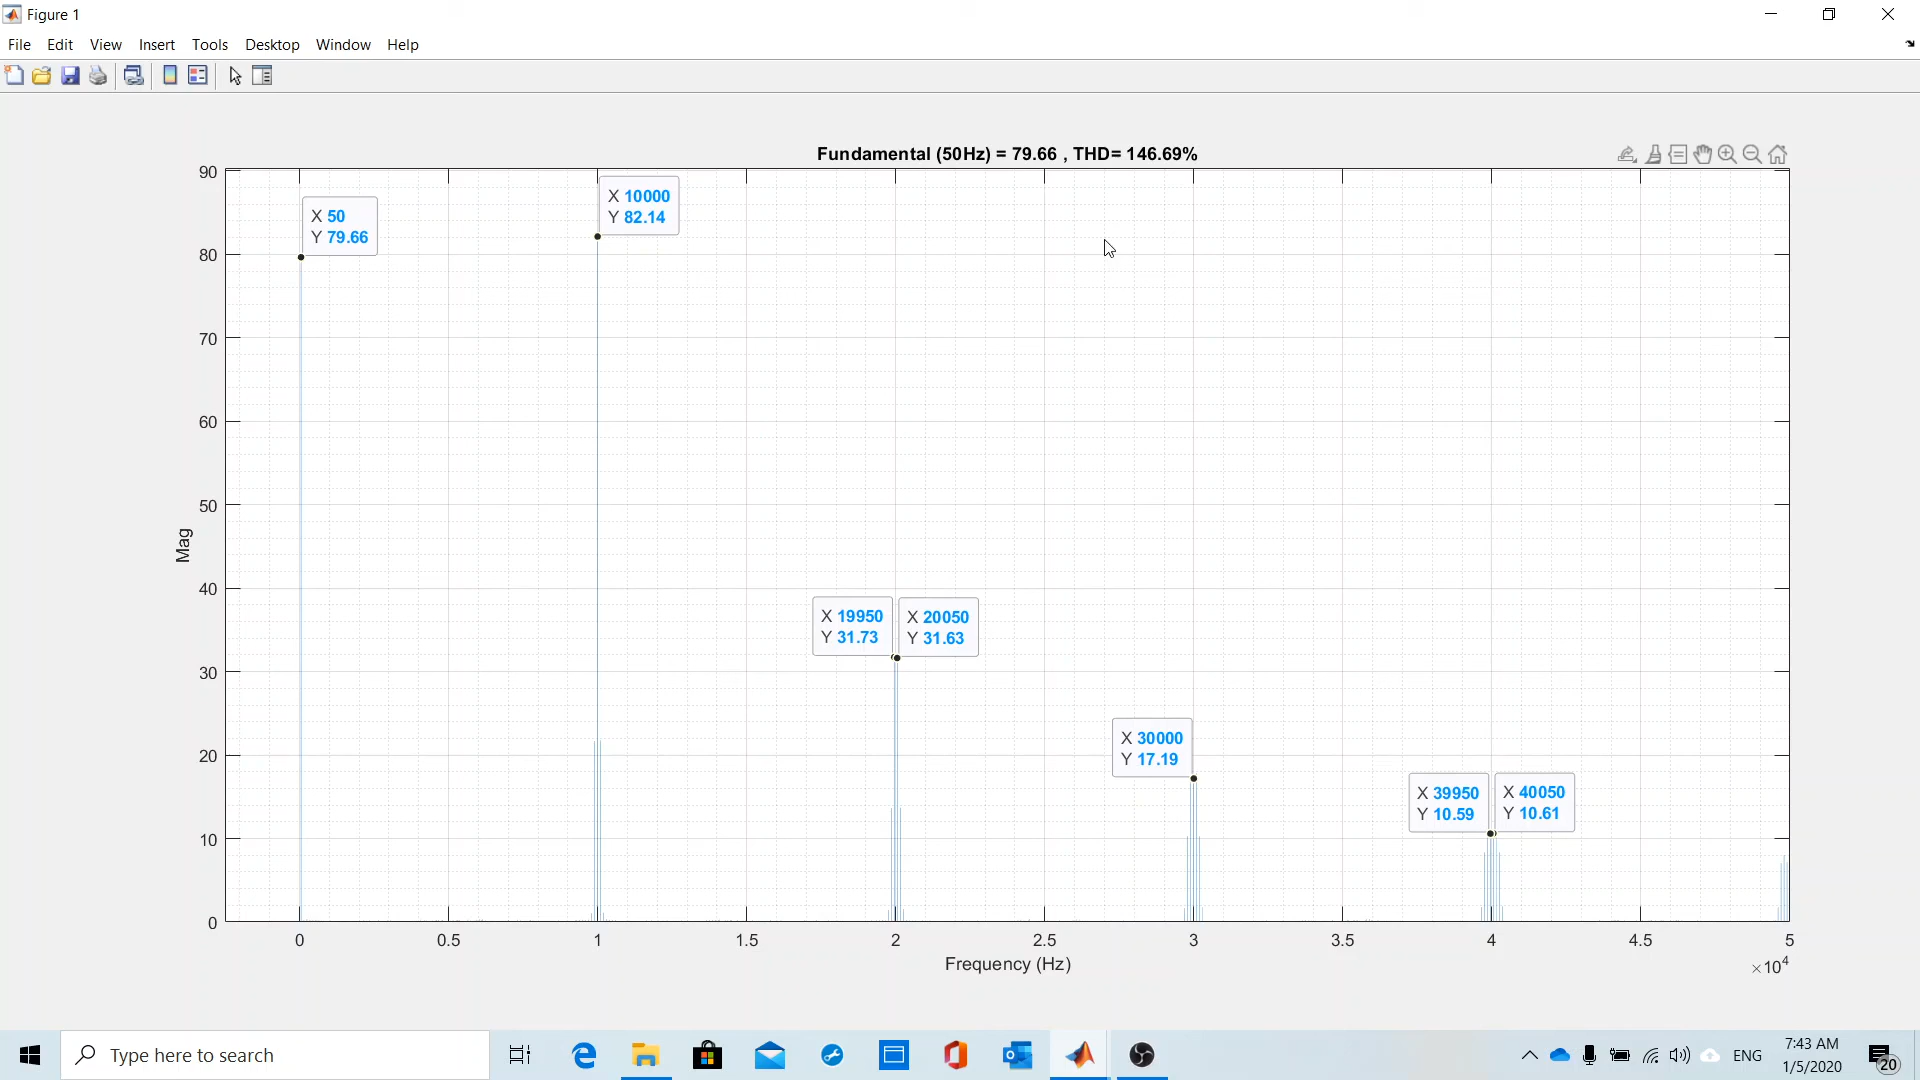 Figure 1
File Edit View Insert Tools Desktop Window Help
Fundamental (50Hz) = 79.66 , THD= 146.69%
90
80
70
60
50
40
30
20
10
0
Mag
X 50
Y 79.66
X 10000
Y 82.14
X 19950
Y 31.73
X 20050
Y 31.63
X 30000
Y 17.19
X 39950
Y 10.59
X 40050
Y 10.61
0 0.5 1 1.5 2 2.5 3 3.5 4 4.5 5
×10^4
Frequency (Hz)
Type here to search
ENG
7:43 AM
1/5/2020
20